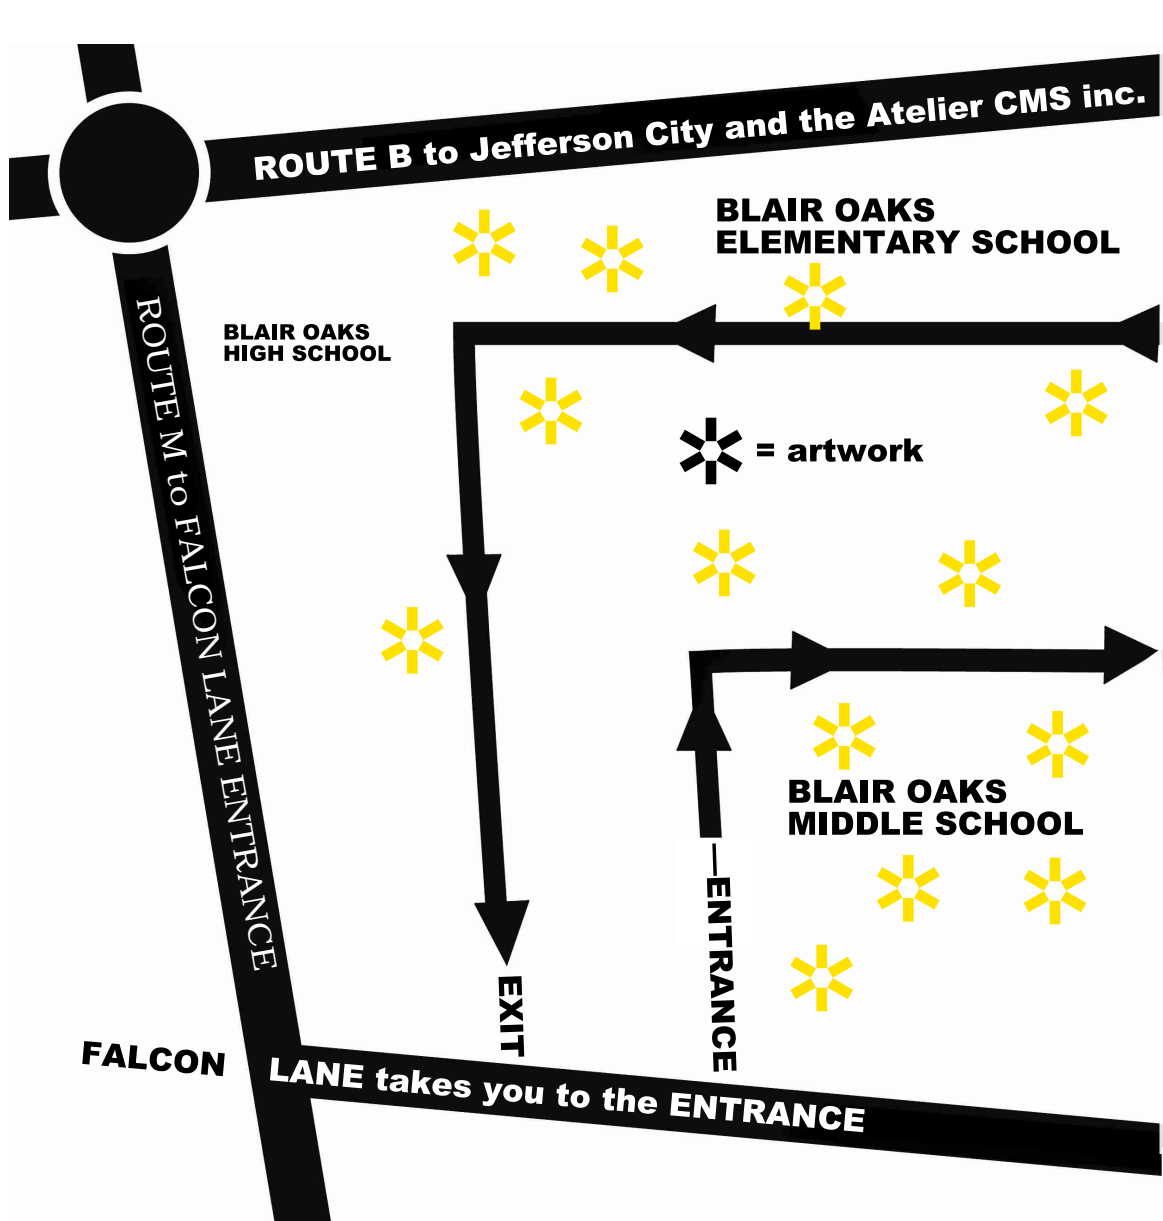 ROUTE B to Jefferson City and the Atelier CMS inc.
BLAIR OAKS
ELEMENTARY SCHOOL
BLAIR OAKS
HIGH SCHOOL
ROUTE M to FALCON LANE ENTRANCE
= artwork
BLAIR OAKS
MIDDLE SCHOOL
—ENTRANCE
EXIT
FALCON LANE takes you to the ENTRANCE